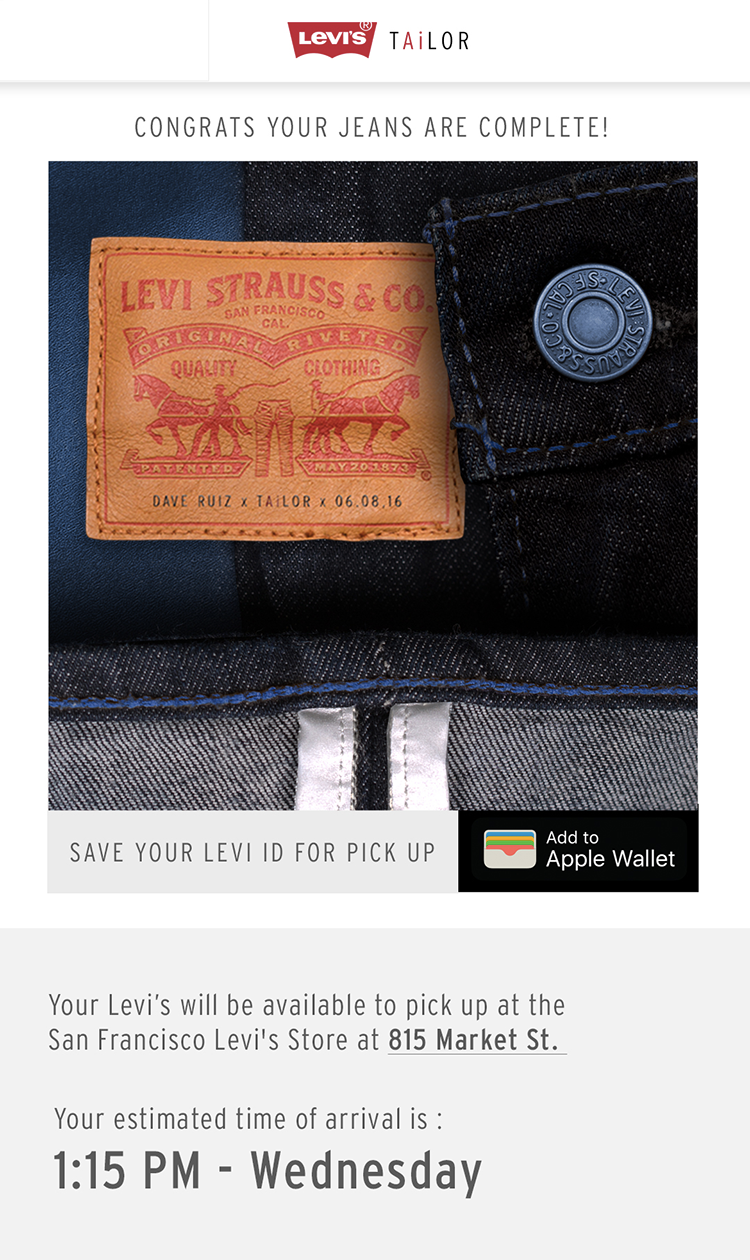 LEVI'S® TAiLOR
CONGRATS YOUR JEANS ARE COMPLETE!
LEVI STRAUSS & CO.
SAN FRANCISCO
CAL.
ORIGINAL RIVETED
QUALITY CLOTHING
PATENTED MAY 20 1873
®
DAVE RUIZ x TAiLOR x 06.08.16
LEVI STRAUSS & CO · S F CAL ·
SAVE YOUR LEVI ID FOR PICK UP
Add to
Apple Wallet
Your Levi’s will be available to pick up at the
San Francisco Levi's Store at 815 Market St.
Your estimated time of arrival is :
1:15 PM - Wednesday